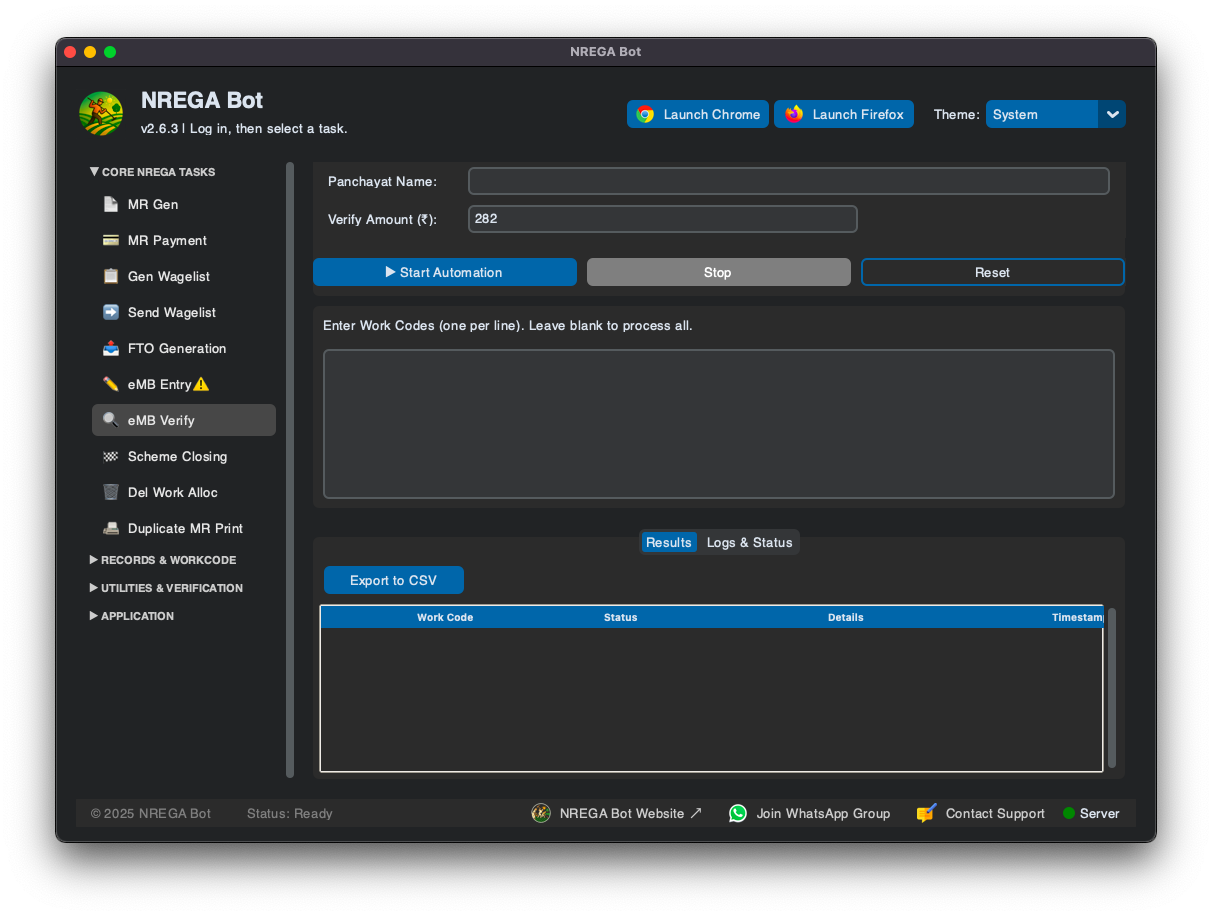 NREGA Bot
NREGA Bot
v2.6.3 | Log in, then select a task.
Launch Chrome
Launch Firefox
Theme:
System
▼ CORE NREGA TASKS
MR Gen
MR Payment
Gen Wagelist
Send Wagelist
FTO Generation
eMB Entry⚠️
eMB Verify
Scheme Closing
Del Work Alloc
Duplicate MR Print
▶ RECORDS & WORKCODE
▶ UTILITIES & VERIFICATION
▶ APPLICATION
Panchayat Name:
Verify Amount (₹):
282
▶ Start Automation
Stop
Reset
Enter Work Codes (one per line). Leave blank to process all.
Results
Logs & Status
Export to CSV
Work Code
Status
Details
Timestam
© 2025 NREGA Bot
Status: Ready
NREGA Bot Website ↗
Join WhatsApp Group
Contact Support
Server